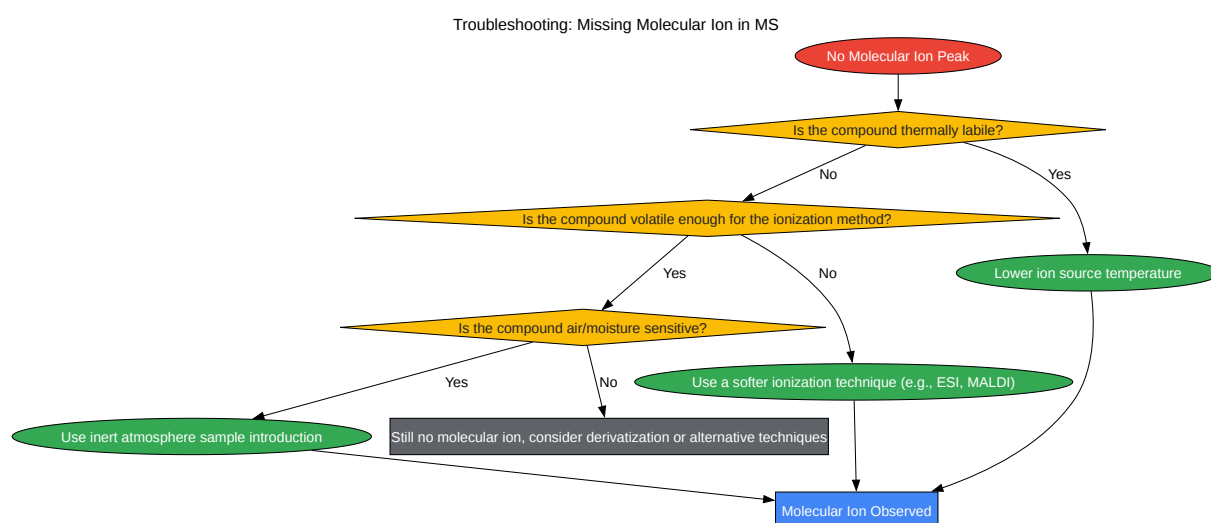 Troubleshooting: Missing Molecular Ion in MS
No Molecular Ion Peak
Is the compound thermally labile?
No
Yes
Is the compound volatile enough for the ionization method?
Yes
No
Lower ion source temperature
Is the compound air/moisture sensitive?
Yes
No
Use a softer ionization technique (e.g., ESI, MALDI)
Use inert atmosphere sample introduction
Still no molecular ion, consider derivatization or alternative techniques
Molecular Ion Observed